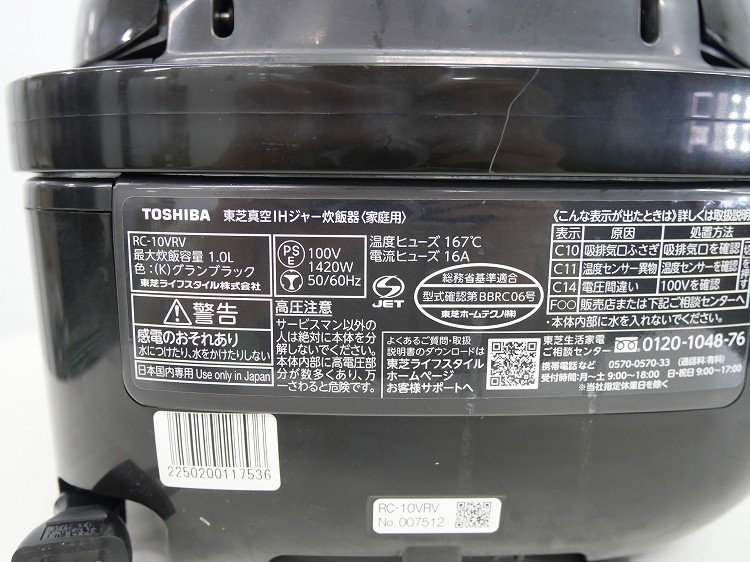 TOSHIBA 東芝真空IHジャー炊飯器〈家庭用〉
RC-10VRV
最大炊飯容量 1.0L
色：(K)グランブラック
東芝ライフスタイル株式会社
PS E
100V
1420W
50/60Hz
温度ヒューズ 167℃
電流ヒューズ 16A
S JET
総務省基準適合
型式確認第BBRC06号
東芝ホームテクノ(株)
警告
感電のおそれあり
水につけたり、水をかけたりしない
日本国内専用 Use only in Japan
高圧注意
サービスマン以外の
人は絶対に本体を分
解しないでください。
本体内部に高電圧部
分が数多くあり、万一
さわると危険です。
よくあるご質問・取扱
説明書のダウンロードは
東芝ライフスタイル
ホームページ
お客様サポートへ
《こんな表示が出たときは》詳しくは取扱説明
表示 原因 処置方法
C10 吸排気口ふさぎ 吸排気口を確認
C11 温度センサー異物 温度センサーを確認
C14 電圧間違い 100Vを確認
F○○ 販売店または下記ご相談センターへ
・本体内部に水を入れないでください。
東芝生活家電
ご相談センター 0120-1048-76
携帯電話など 0570-0570-33 (通話料:有料)
受付時間：月～土 9:00～18:00 日・祝日 9:00～17:00
※当社指定休業日を除く
2250200117536
RC-10VRV
No. 007512